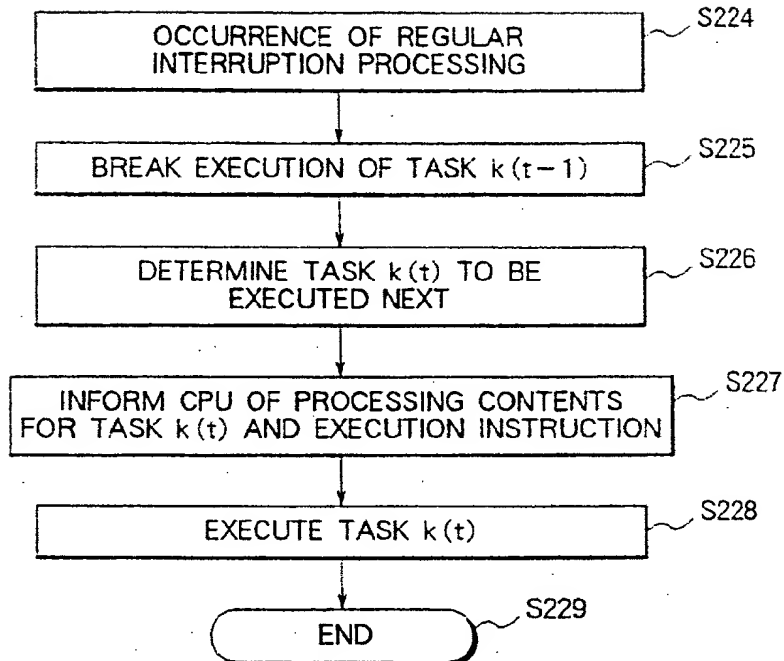 OCCURRENCE OF REGULAR
INTERRUPTION PROCESSING
S224
BREAK EXECUTION OF TASK k(t-1)
S225
DETERMINE TASK k(t) TO BE
EXECUTED NEXT
S226
INFORM CPU OF PROCESSING CONTENTS
FOR TASK k(t) AND EXECUTION INSTRUCTION
S227
EXECUTE TASK k(t)
S228
END
S229